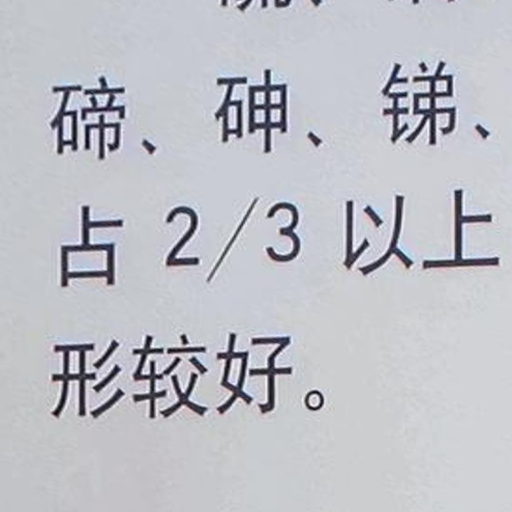 碲、砷、锑、
占 2/3 以上
形较好。